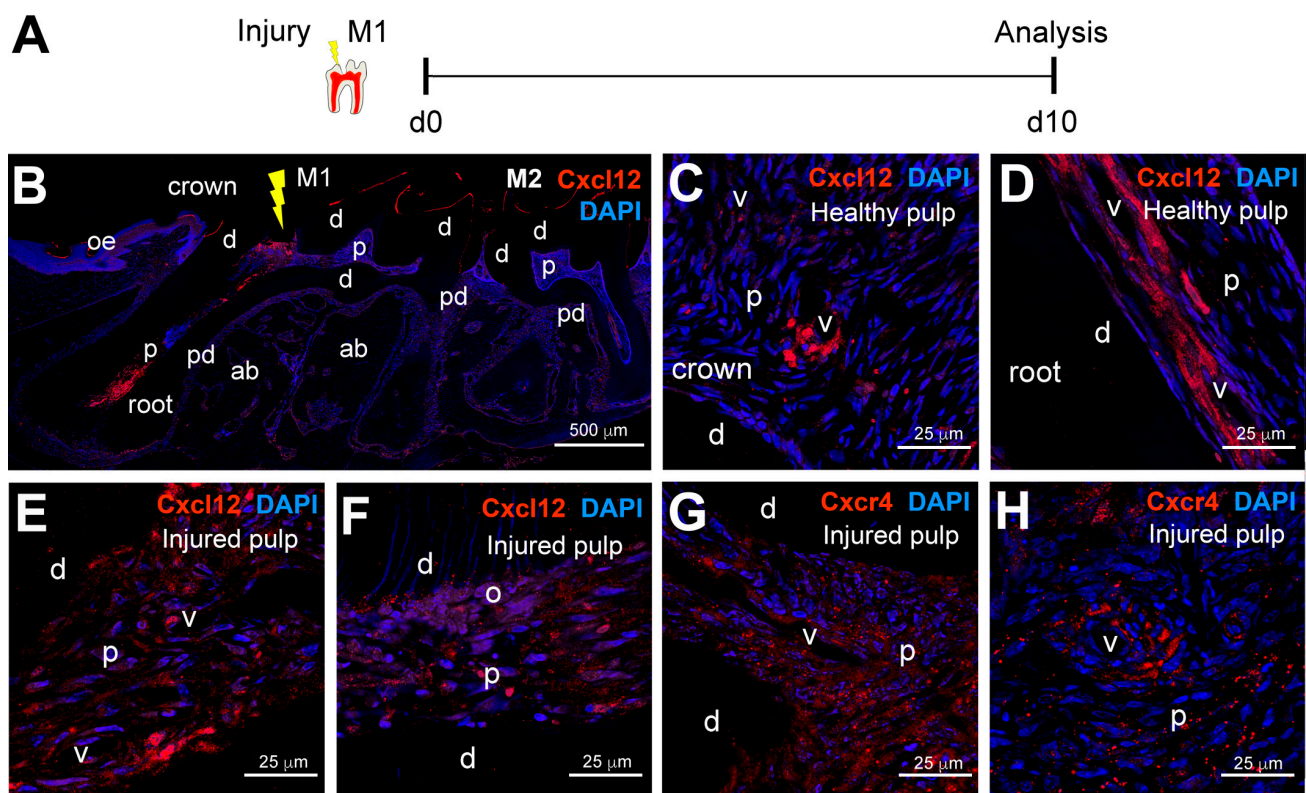 A
Injury M1
Analysis
d0
d10
B
crown
M1
M2 Cxcl12
DAPI
oe
d
d
d
d
p
p
d
pd
pd
p
pd
ab
ab
root
500 μm
C
Cxcl12 DAPI
Healthy pulp
v
p
v
crown
d
25 μm
D
Cxcl12 DAPI
Healthy pulp
v
p
d
root
v
25 μm
E
Cxcl12 DAPI
Injured pulp
d
v
p
v
25 μm
F
Cxcl12 DAPI
Injured pulp
d
o
p
d
25 μm
G
Cxcr4 DAPI
Injured pulp
d
v
p
d
25 μm
H
Cxcr4 DAPI
Injured pulp
v
p
25 μm